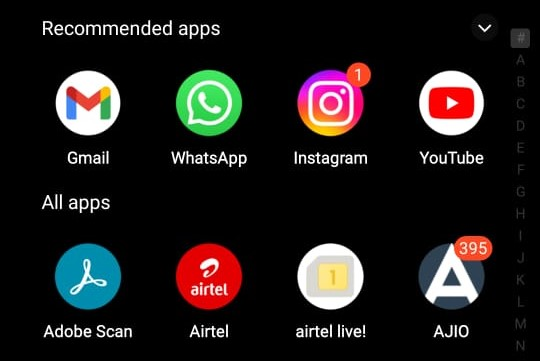 Recommended apps
1
Gmail WhatsApp Instagram YouTube
All apps
airtel 1 395
Adobe Scan Airtel airtel live! AJIO
#
A
B
C
D
E
F
G
H
I
J
K
L
M
N